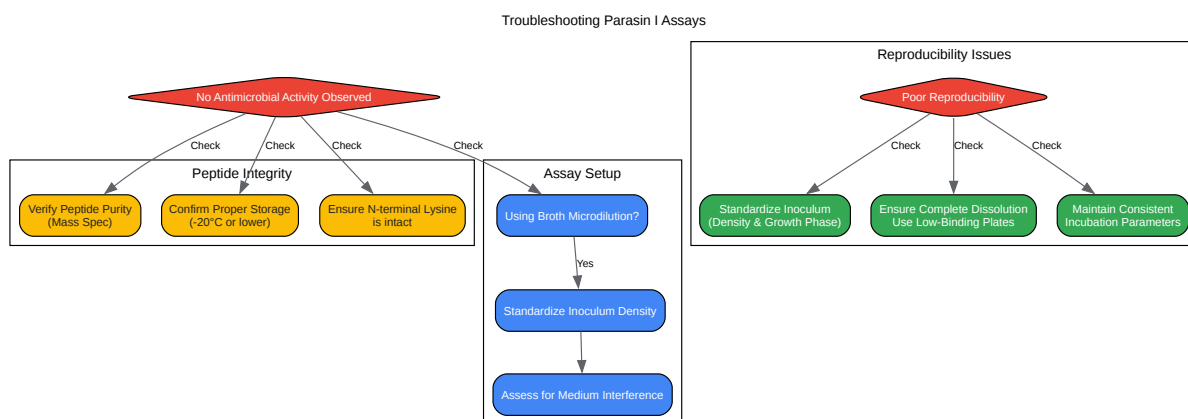 Troubleshooting Parasin I Assays
No Antimicrobial Activity Observed
Check
Check
Check
Check
Peptide Integrity
Verify Peptide Purity
(Mass Spec)
Confirm Proper Storage
(-20°C or lower)
Ensure N-terminal Lysine
is intact
Assay Setup
Using Broth Microdilution?
Yes
Standardize Inoculum Density
Assess for Medium Interference
Reproducibility Issues
Poor Reproducibility
Check
Check
Check
Standardize Inoculum
(Density & Growth Phase)
Ensure Complete Dissolution
Use Low-Binding Plates
Maintain Consistent
Incubation Parameters